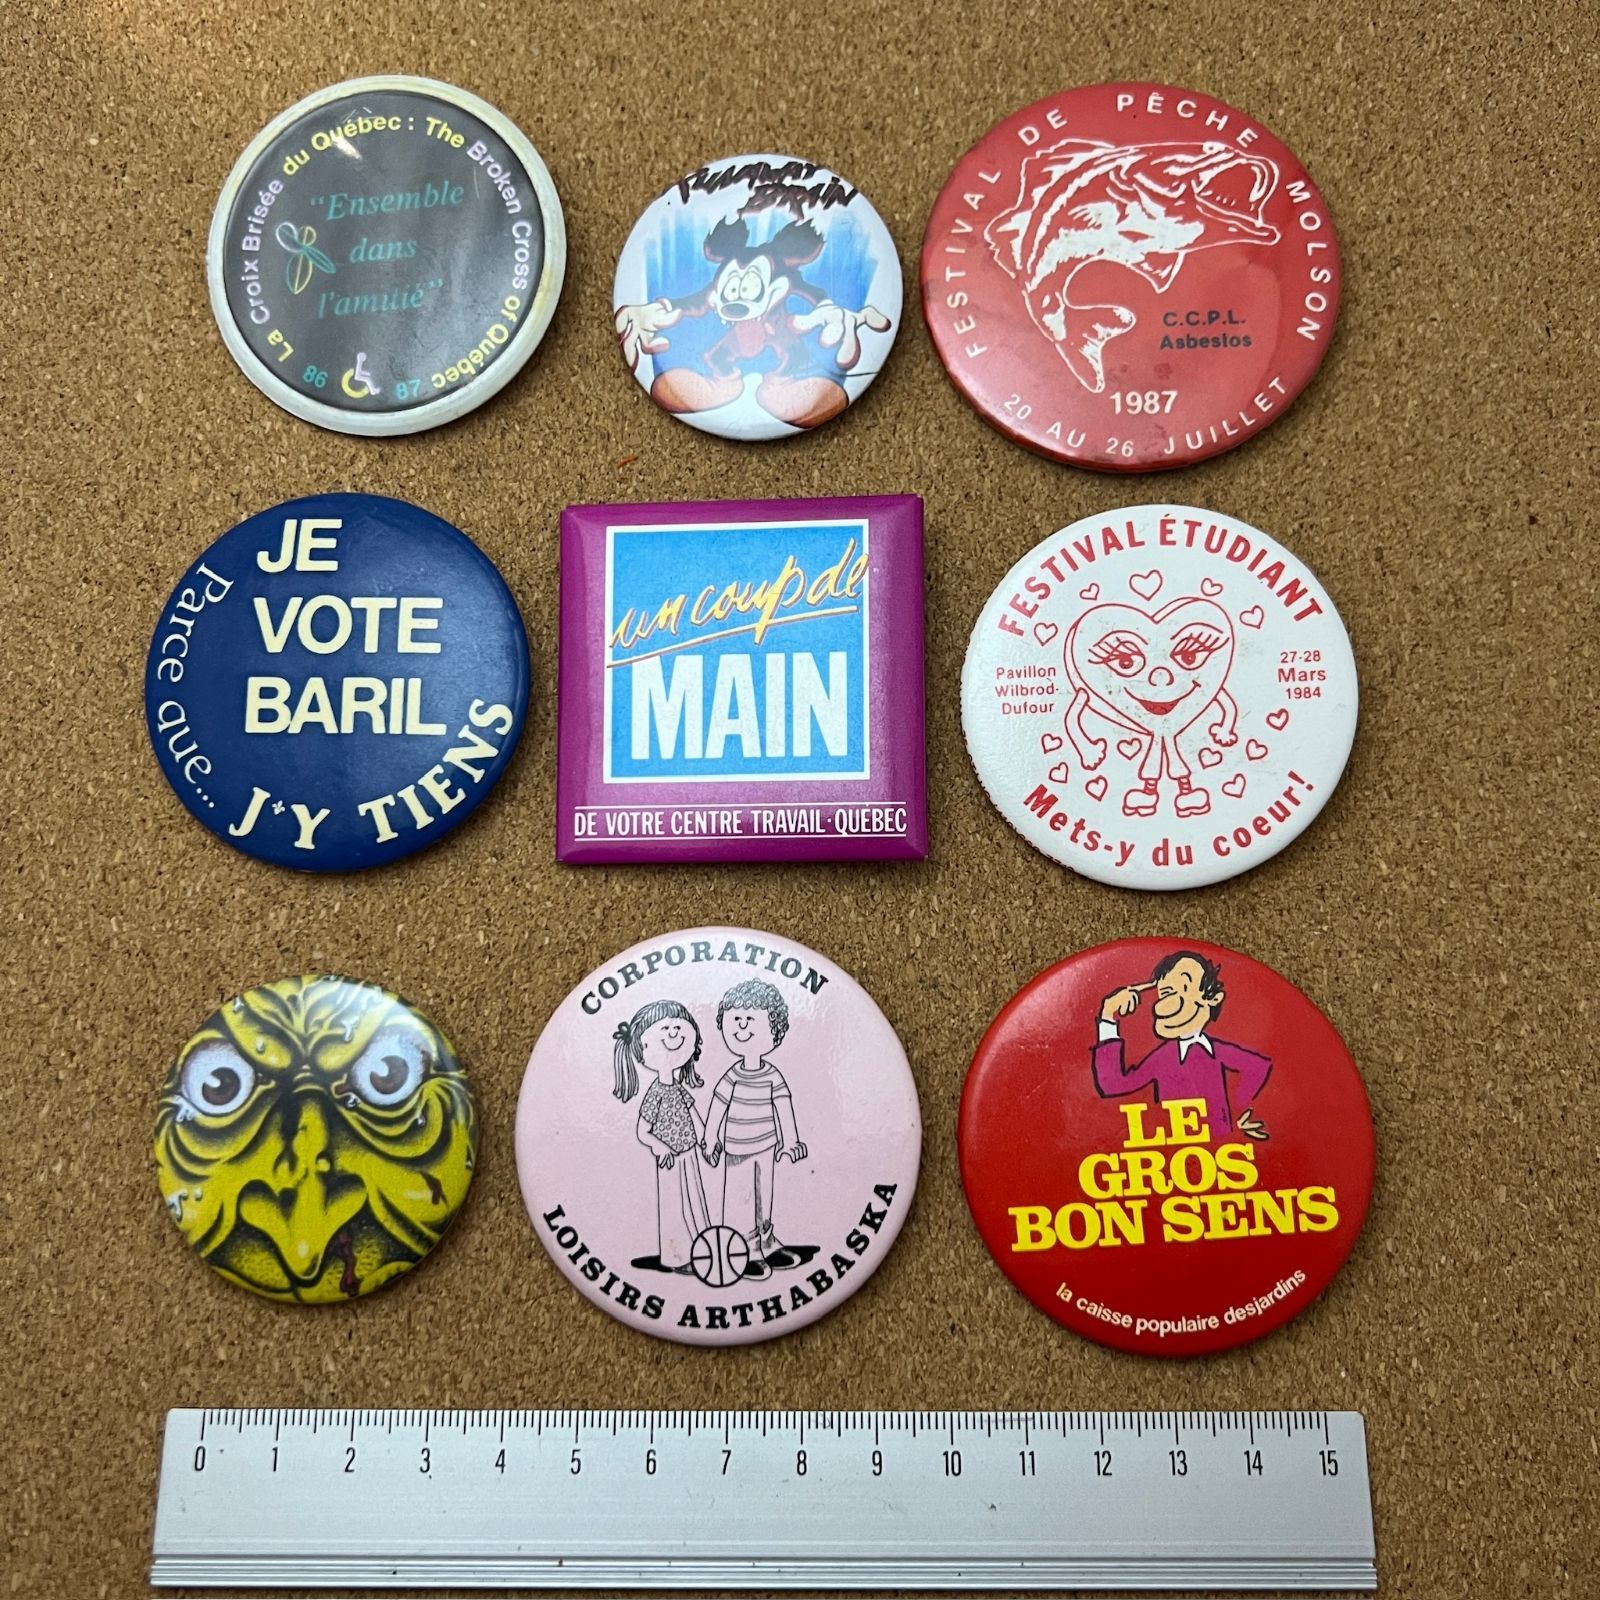 La Croix Brisée du Québec : The Broken Cross of Québec
"Ensemble
dans
l'amitié"
86 87
RUNAWAY
BRAIN
FESTIVAL DE PÊCHE MOLSON
C.C.P.L.
Asbestos
1987
20 AU 26 JUILLET
JE
VOTE
BARIL
Parce que...
J'Y TIENS
un coup de
MAIN
DE VOTRE CENTRE TRAVAIL·QUÉBEC
FESTIVAL ÉTUDIANT
Pavillon
Wilbrod-
Dufour
27-28
Mars
1984
Mets-y du coeur!
CORPORATION
LOISIRS ARTHABASKA
LE
GROS
BON SENS
la caisse populaire desjardins
0 1 2 3 4 5 6 7 8 9 10 11 12 13 14 15